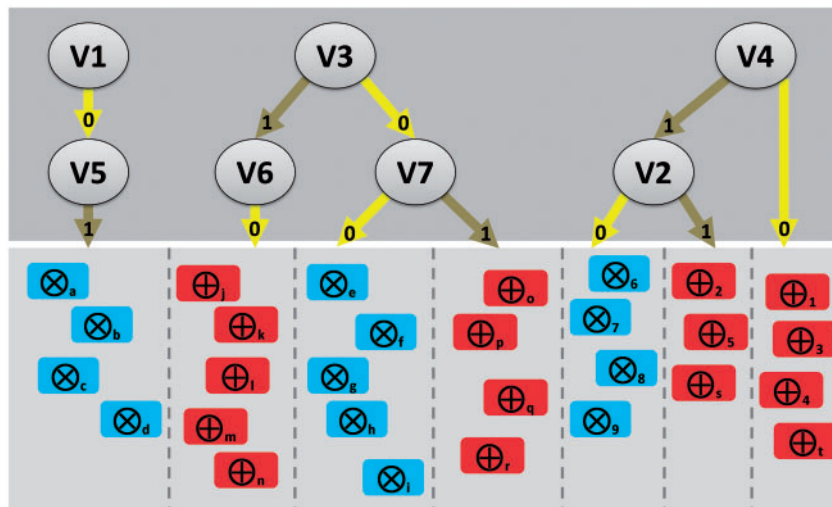 V1 V3 V4
0 1 0 1
V5 V6 V7 V2 0
1 0 0 1 0 1
⊗a ⊕j ⊗e ⊕o ⊗6 ⊕2 ⊕1
⊗b ⊕k ⊗f ⊕p ⊗7 ⊕5 ⊕3
⊗c ⊕l ⊗g ⊕q ⊗8 ⊕s ⊕4
⊗d ⊕m ⊗h ⊕r ⊗9 ⊕t
⊕n ⊗i